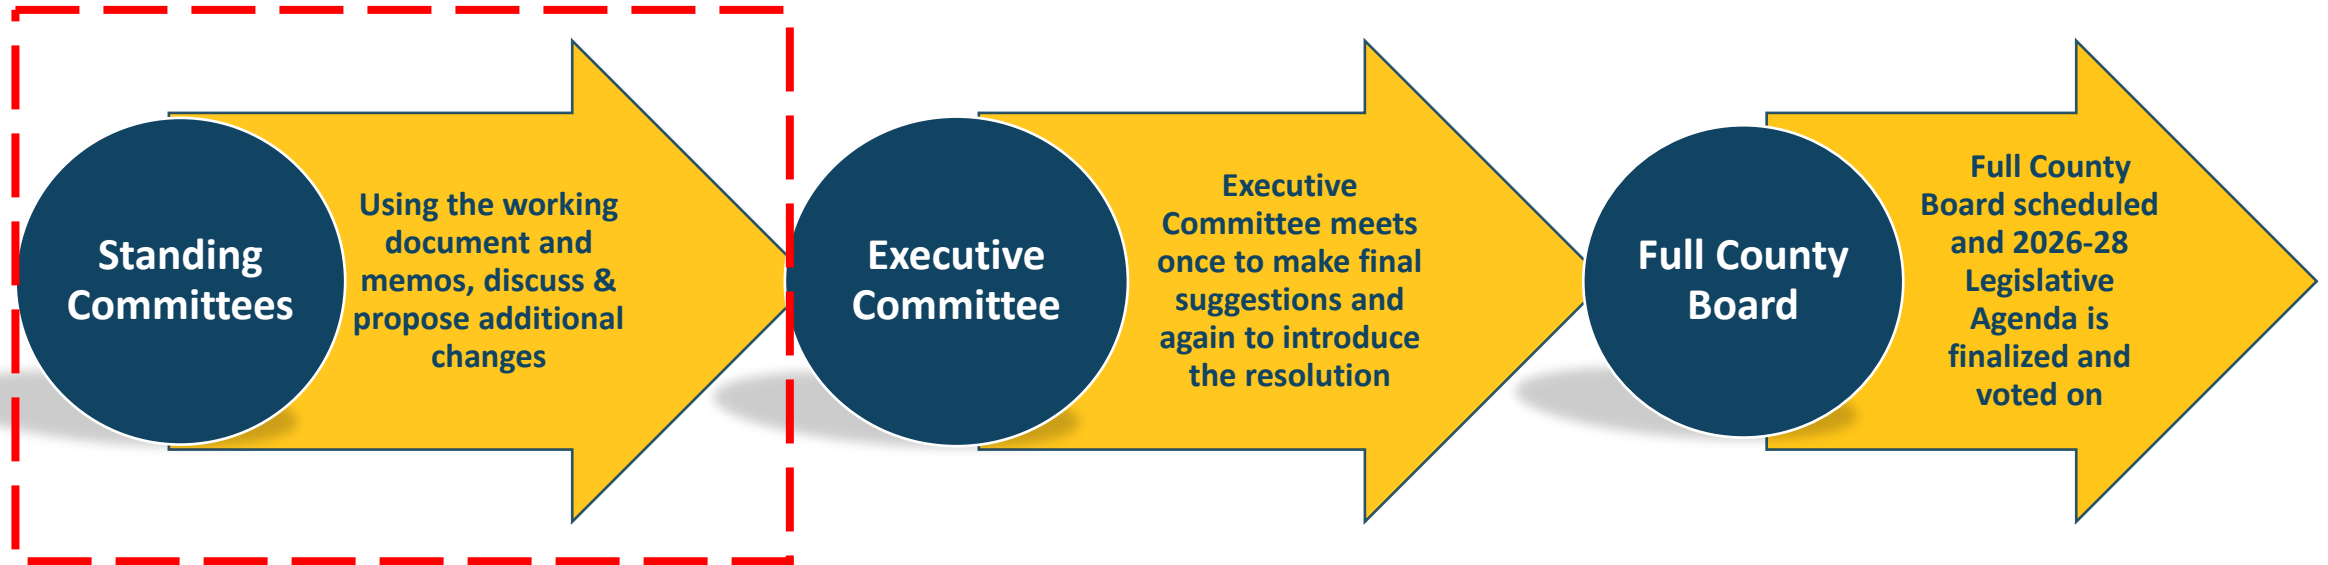 Standing
Committees
Using the working
document and
memos, discuss &
propose additional
changes
Executive
Committee
Executive
Committee meets
once to make final
suggestions and
again to introduce
the resolution
Full County
Board
Full County
Board scheduled
and 2026-28
Legislative
Agenda is
finalized and
voted on